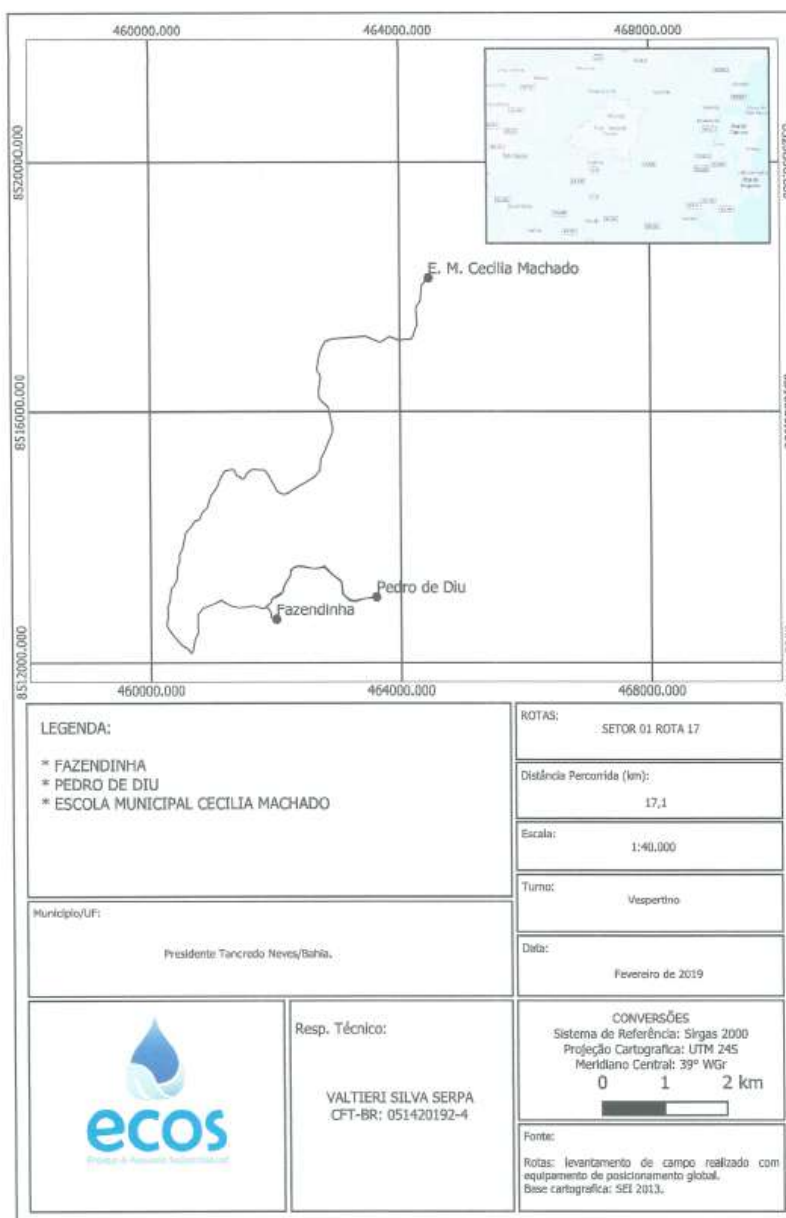 460000.000 464000.000 468000.000
8520000.000
E. M. Cecilia Machado
8516000.000
Pedro de Diu
Fazendinha
8512000.000
460000.000 464000.000 468000.000
LEGENDA:
* FAZENDINHA
* PEDRO DE DIU
* ESCOLA MUNICIPAL CECILIA MACHADO
ROTAS:
SETOR 01 ROTA 17
Distância Percorrida (km):
17,1
Escala:
1:40.000
Turno:
Vespertino
Município/UF:
Presidente Tancredo Neves/Bahia.
Data:
Fevereiro de 2019
ecos
Resp. Técnico:
VALTIERI SILVA SERPA
CFT-BR: 051420192-4
CONVERSÕES
Sistema de Referência: Sirgas 2000
Projeção Cartografica: UTM 24S
Meridiano Central: 39° WGr
0 1 2 km
Fonte:
Rotas: levantamento de campo realizado com
equipamento de posicionamento global.
Base cartografica: SEI 2013.